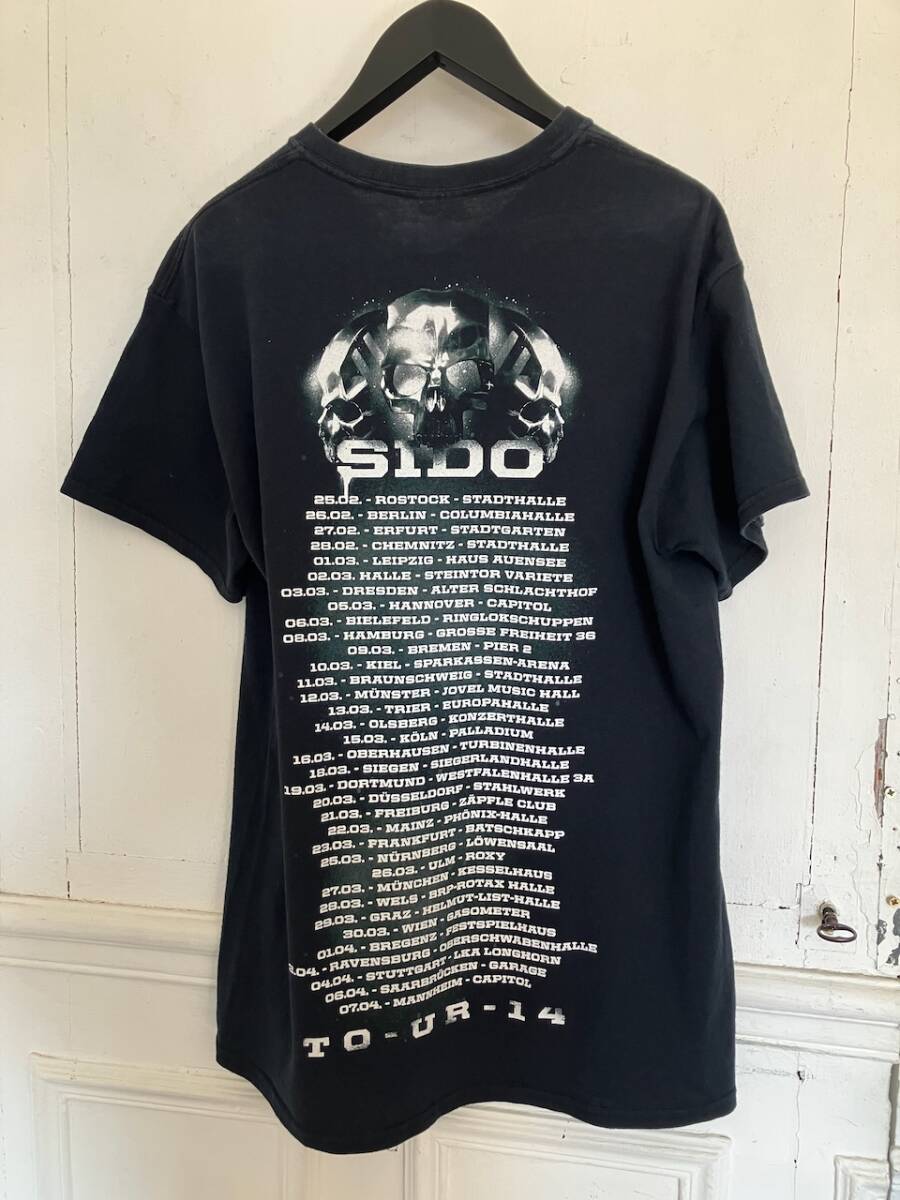 SIDO
25.02. - ROSTOCK - STADTHALLE
26.02. - BERLIN - COLUMBIAHALLE
27.02. - ERFURT - STADTGARTEN
28.02. - CHEMNITZ - STADTHALLE
01.03. - LEIPZIG - HAUS AUENSEE
02.03. HALLE - STEINTOR VARIETE
03.03. - DRESDEN - ALTER SCHLACHTHOF
05.03. - HANNOVER - CAPITOL
06.03. - BIELEFELD - RINGLOKSCHUPPEN
08.03. - HAMBURG - GROSSE FREIHEIT 36
09.03. - BREMEN - PIER 2
10.03. - KIEL - SPARKASSEN-ARENA
11.03. - BRAUNSCHWEIG - STADTHALLE
12.03. - MÜNSTER - JOVEL MUSIC HALL
13.03. - TRIER - EUROPAHALLE
14.03. - OLSBERG - KONZERTHALLE
15.03. - KÖLN - PALLADIUM
16.03. - OBERHAUSEN - TURBINENHALLE
18.03. - SIEGEN - SIEGERLANDHALLE
19.03. - DORTMUND - WESTFALENHALLE 3A
20.03. - DÜSSELDORF - STAHLWERK
21.03. - FREIBURG - ZÄPFLE CLUB
22.03. - MAINZ - PHÖNIX-HALLE
23.03. - FRANKFURT - BATSCHKAPP
25.03. - NÜRNBERG - LÖWENSAAL
26.03. - ULM - ROXY
27.03. - MÜNCHEN - KESSELHAUS
28.03. - WELS - BRP-ROTAX HALLE
29.03. - GRAZ - HELMUT-LIST-HALLE
30.03. - WIEN - GASOMETER
01.04. - BREGENZ - FESTSPIELHAUS
2.04. - RAVENSBURG - OBERSCHWABENHALLE
04.04. - STUTTGART - LKA LONGHORN
06.04. - SAARBRÜCKEN - GARAGE
07.04. - MANNHEIM - CAPITOL
TO-UR-14